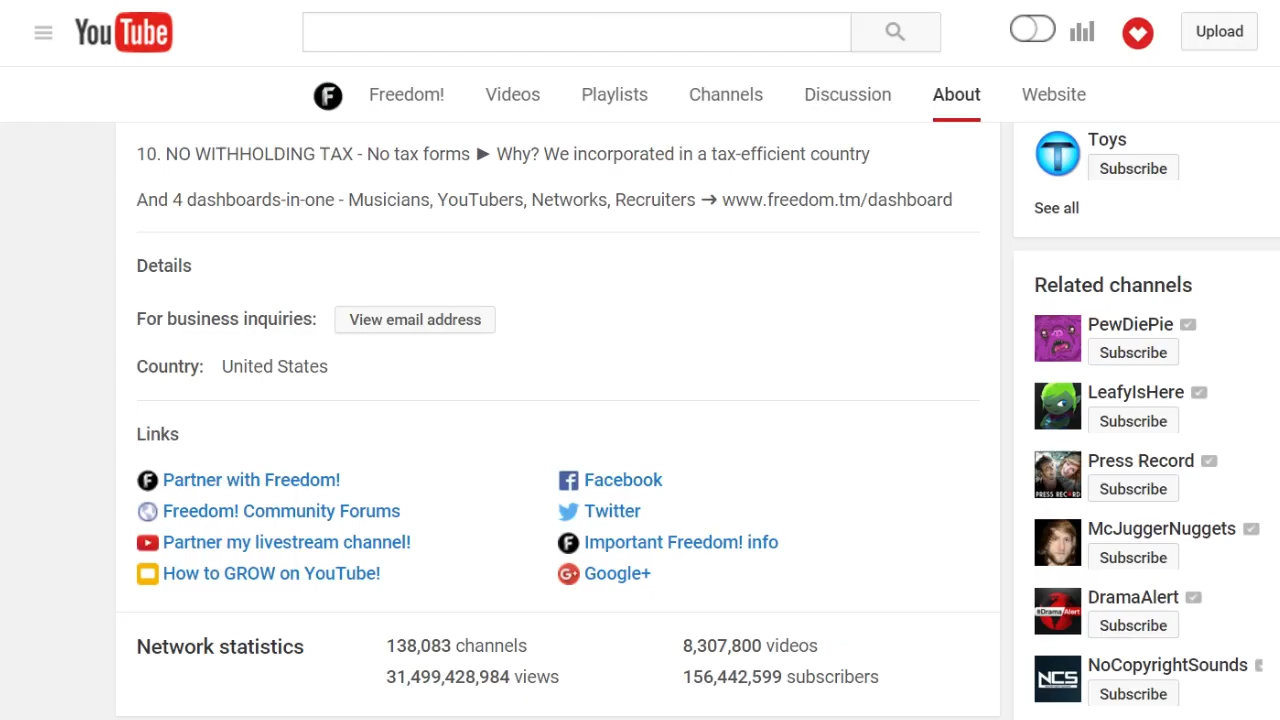 YouTube
Upload
F Freedom! Videos Playlists Channels Discussion About Website
10. NO WITHHOLDING TAX - No tax forms ► Why? We incorporated in a tax-efficient country
And 4 dashboards-in-one - Musicians, YouTubers, Networks, Recruiters → www.freedom.tm/dashboard
Details
For business inquiries: View email address
Country: United States
Links
Partner with Freedom!
Freedom! Community Forums
Partner my livestream channel!
How to GROW on YouTube!
Facebook
Twitter
Important Freedom! info
Google+
Network statistics
138,083 channels
8,307,800 videos
31,499,428,984 views
156,442,599 subscribers
T
Toys
Subscribe
See all
Related channels
PewDiePie
Subscribe
LeafyIsHere
Subscribe
PRESS RECORD
Press Record
Subscribe
McJuggerNuggets
Subscribe
#DramaAlert
DramaAlert
Subscribe
NCS
NoCopyrightSounds
Subscribe